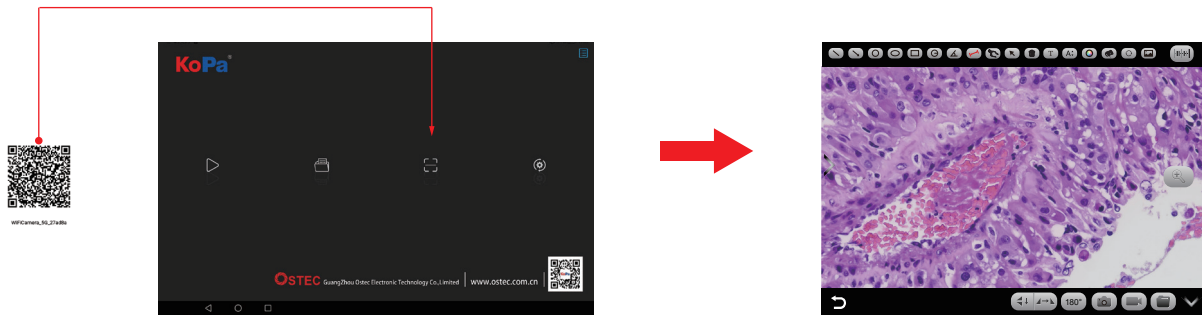 KoPa®
WiFiCamera_5G_27ad8a
OSTEC GuangZhou Ostec Electronic Technology Co.,Limited | www.ostec.com.cn
T
A
180°